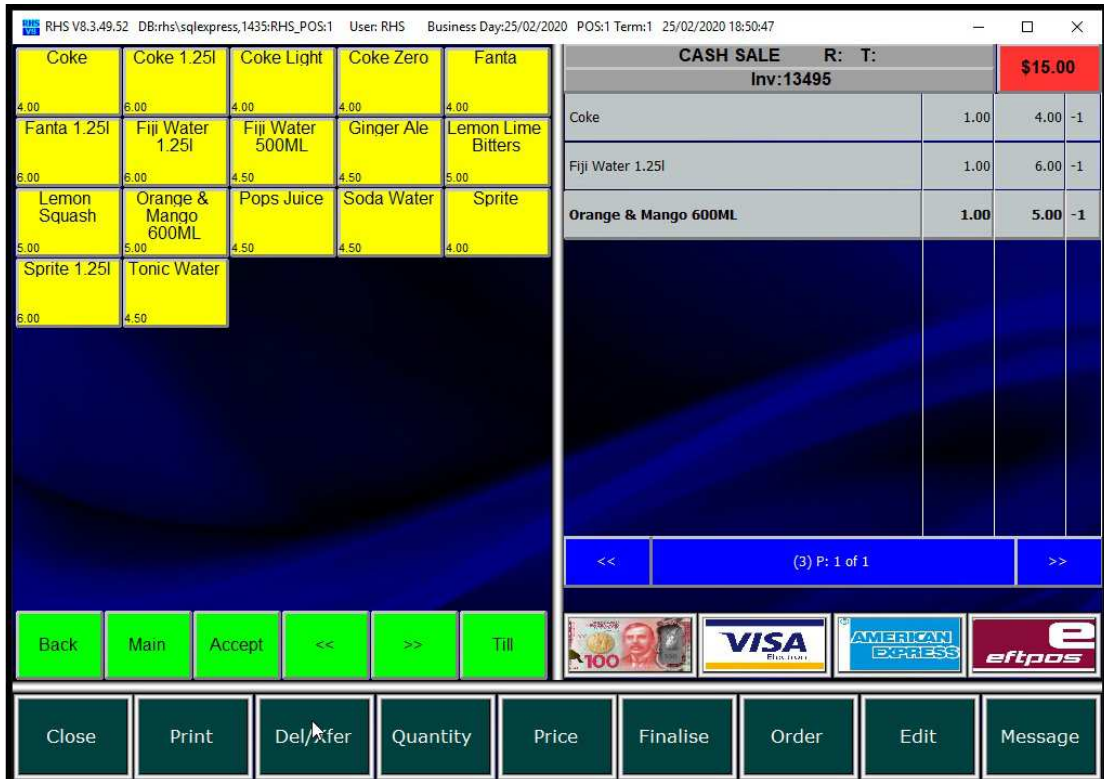 RHS V8.3.49.52 DB:rhs\sqlexpress,1435:RHS_POS:1 User: RHS Business Day:25/02/2020 POS:1 Term:1 25/02/2020 18:50:47
Coke
4.00
Coke 1.25l
6.00
Coke Light
4.00
Coke Zero
4.00
Fanta
4.00
Fanta 1.25l
6.00
Fiji Water
1.25l
6.00
Fiji Water
500ML
4.50
Ginger Ale
4.50
Lemon Lime
Bitters
5.00
Lemon
Squash
5.00
Orange &
Mango
600ML
5.00
Pops Juice
4.50
Soda Water
4.50
Sprite
4.00
Sprite 1.25l
6.00
Tonic Water
4.50
Back
Main
Accept
<<
>>
Till
CASH SALE R: T:
Inv:13495
$15.00
Coke 1.00 4.00 -1
Fiji Water 1.25l 1.00 6.00 -1
Orange & Mango 600ML 1.00 5.00 -1
<<
(3) P: 1 of 1
>>
100
VISA
Electron
AMERICAN
EXPRESS
e
eftpos
Close
Print
Del/Xfer
Quantity
Price
Finalise
Order
Edit
Message